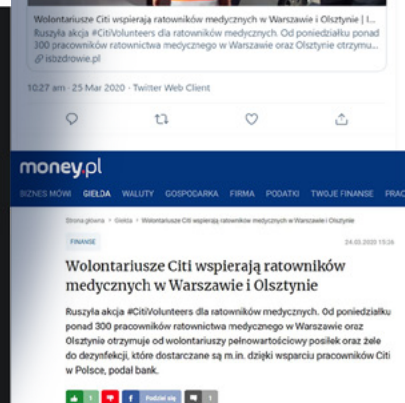 Wolontariusze Citi wspierają ratowników medycznych w Warszawie i Olsztynie | I...
Ruszyła akcja #CitiVolunteers dla ratowników medycznych. Od poniedziałku ponad
300 pracowników ratownictwa medycznego w Warszawie oraz Olsztynie otrzymu...
isbzdrowie.pl
10:27 am · 25 Mar 2020 · Twitter Web Client
money.pl
BIZNES MÓWI GIEŁDA WALUTY GOSPODARKA FIRMA PODATKI TWOJE FINANSE PRAC
Strona główna > Giełda > Wolontariusze Citi wspierają ratowników medycznych w Warszawie i Olsztynie
FINANSE 24.03.2020 15:26
Wolontariusze Citi wspierają ratowników
medycznych w Warszawie i Olsztynie
Ruszyła akcja #CitiVolunteers dla ratowników medycznych. Od poniedziałku
ponad 300 pracowników ratownictwa medycznego w Warszawie oraz
Olsztynie otrzymuje od wolontariuszy pełnowartościowy posiłek oraz żele
do dezynfekcji, które dostarczane są m.in. dzięki wsparciu pracowników Citi
w Polsce, podał bank.
1 1 Podziel się 1